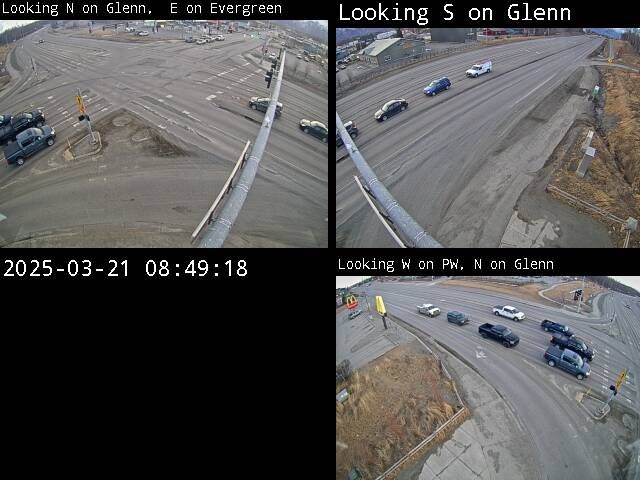 Looking N on Glenn,  E on Evergreen
Looking S on Glenn
2025-03-21 08:49:18
Looking W on PW, N on Glenn